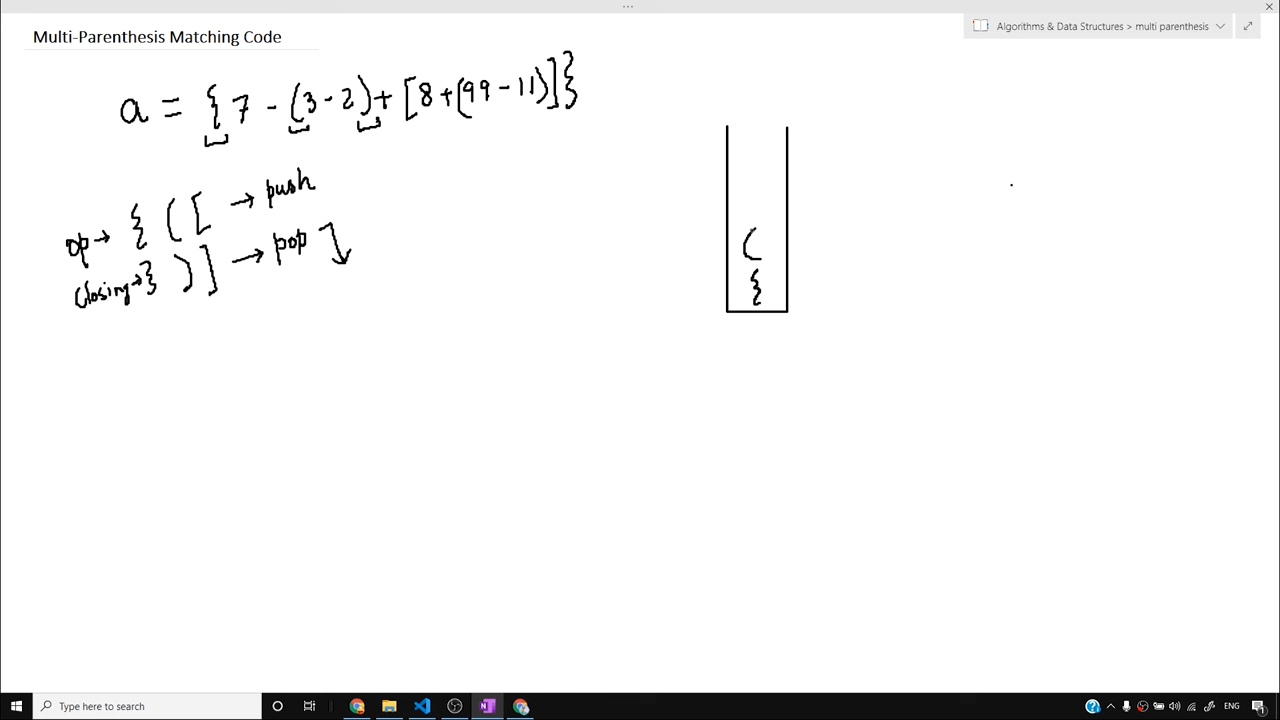 Multi-Parenthesis Matching Code
Algorithms & Data Structures > multi parenthesis
a = { 7 - (3 - 2) + [8 + (99 - 11)] }
op → { ( [ → push
closing → } ) ] → pop
(
{
Type here to search
ENG